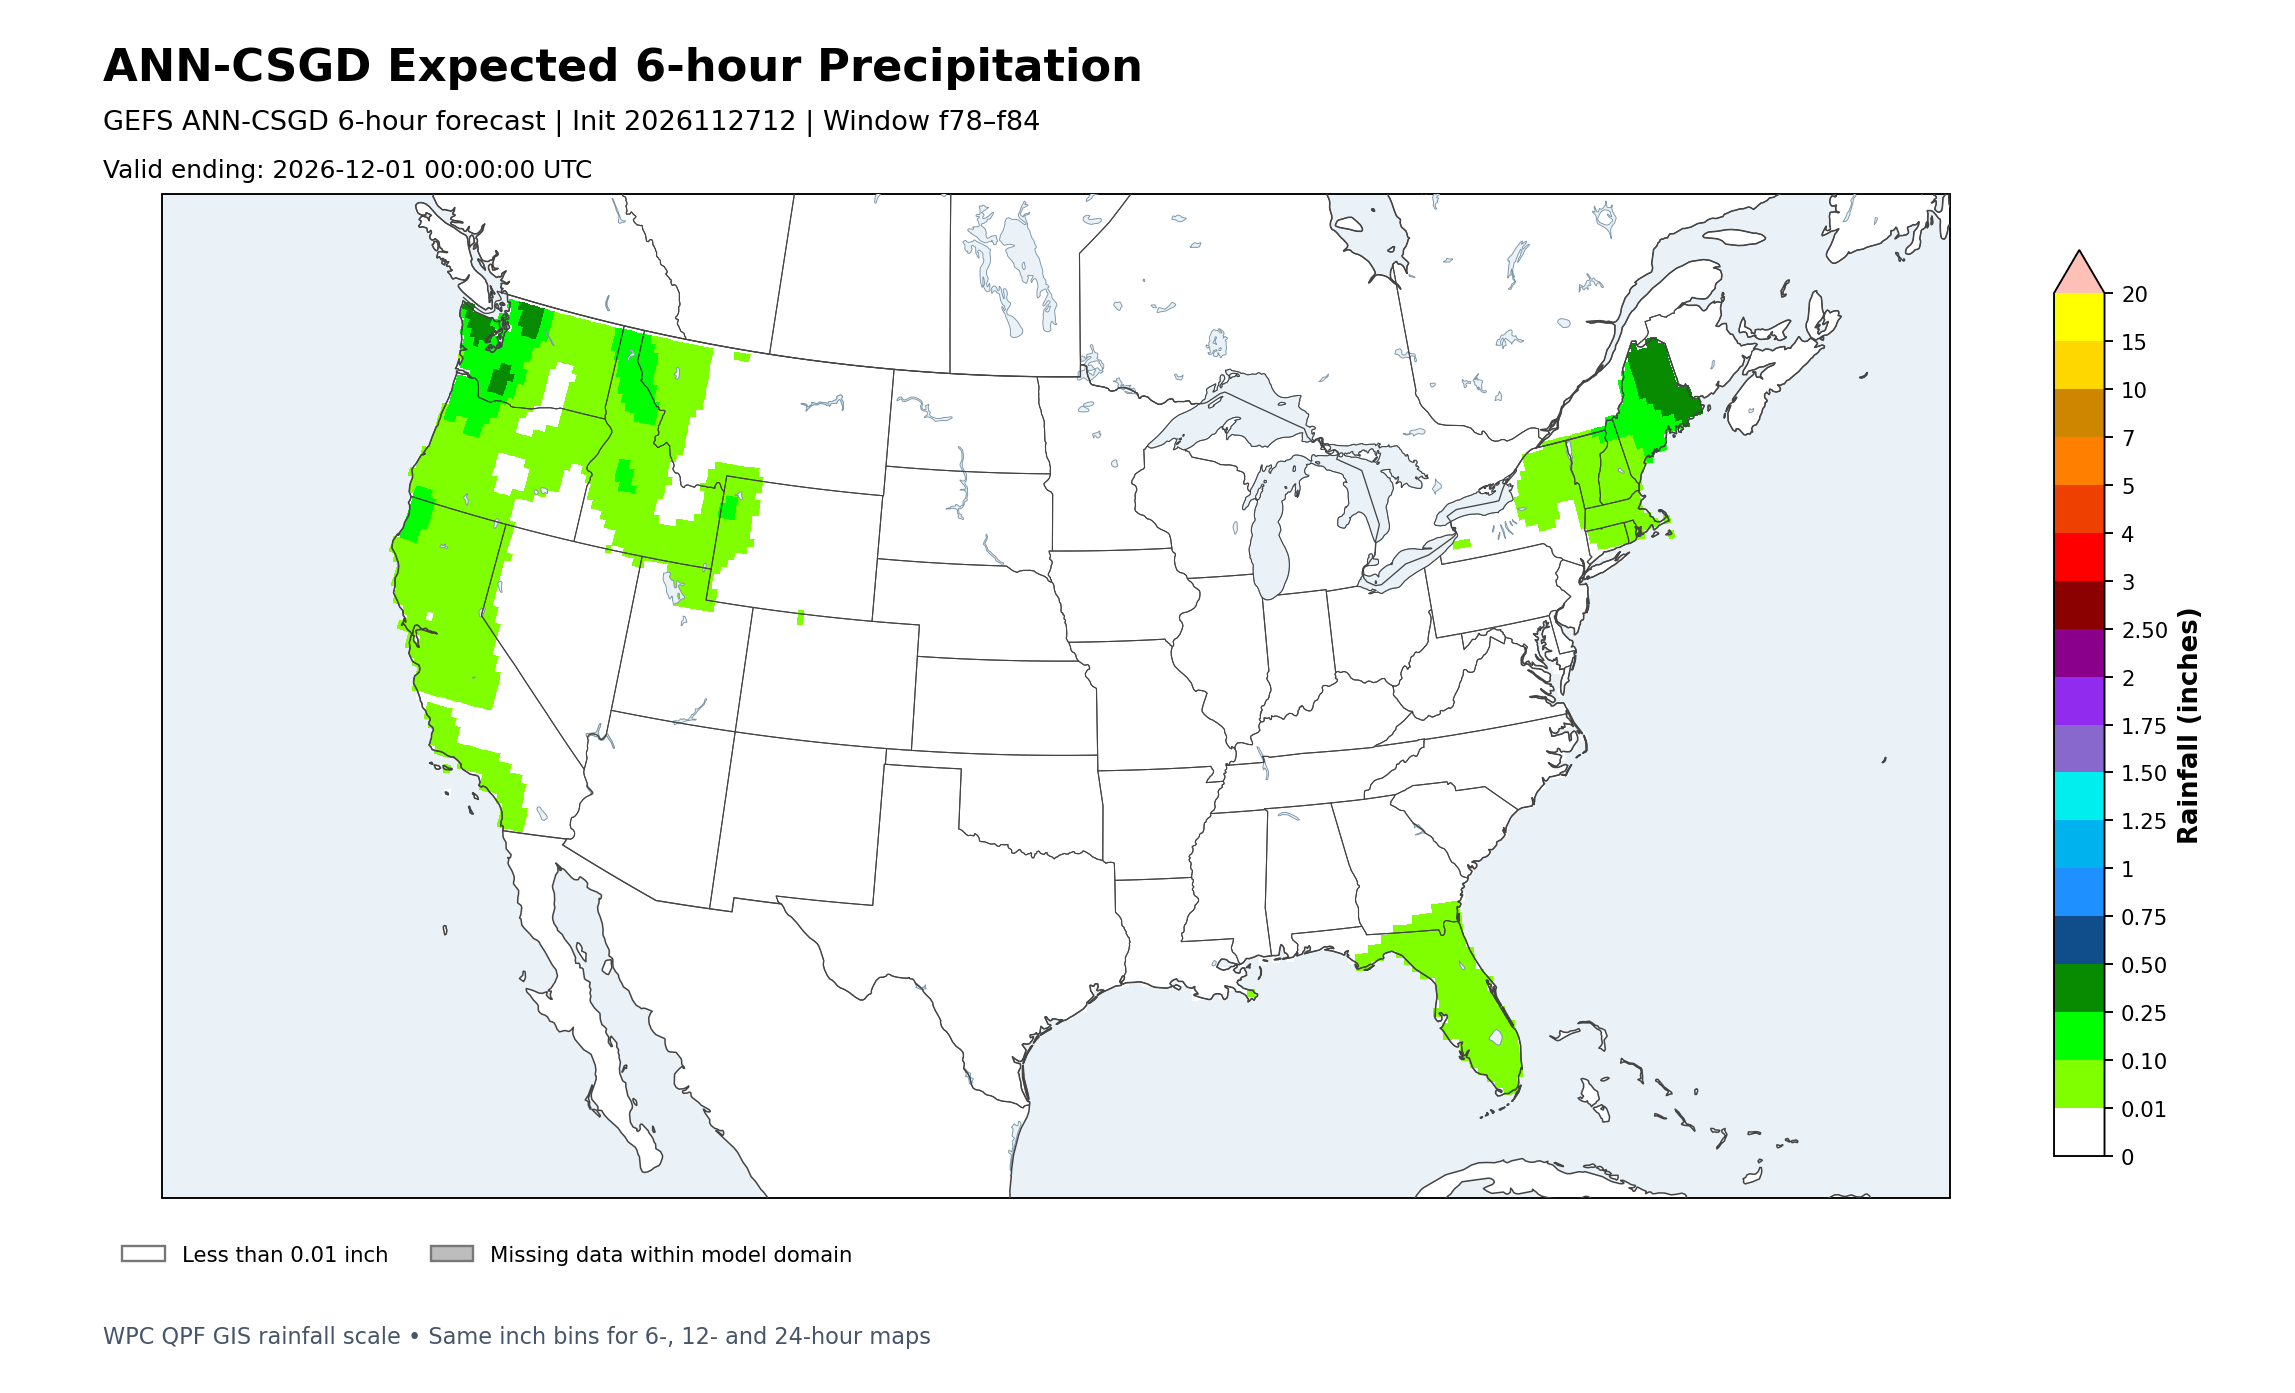 ANN-CSGD Expected 6-hour Precipitation
GEFS ANN-CSGD 6-hour forecast | Init 2026112712 | Window f78–f84
Valid ending: 2026-12-01 00:00:00 UTC
20
15
10
7
5
4
3
2.50
2
1.75
1.50
1.25
1
0.75
0.50
0.25
0.10
0.01
0
Rainfall (inches)
Less than 0.01 inch
Missing data within model domain
WPC QPF GIS rainfall scale • Same inch bins for 6-, 12- and 24-hour maps